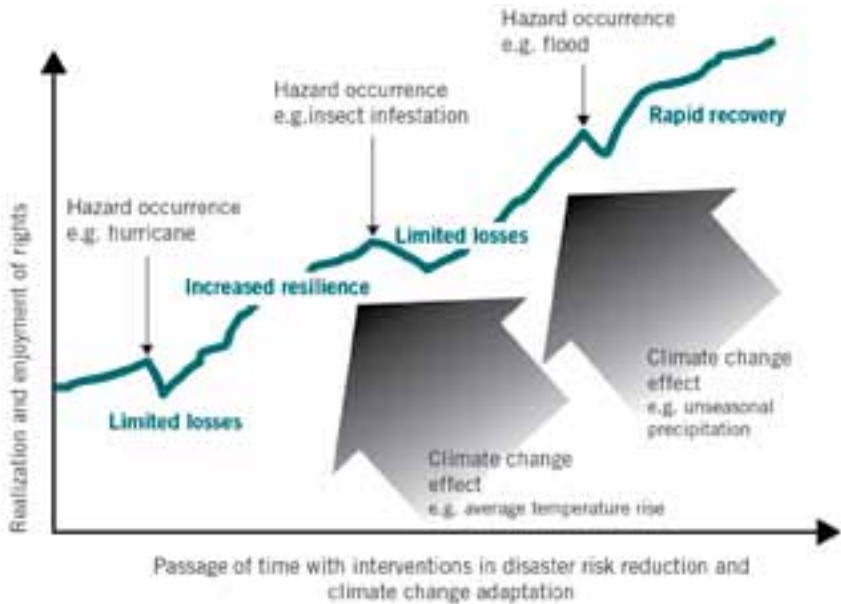 Hazard occurrence
e.g. flood
Hazard occurrence
e.g.insect infestation
Rapid recovery
Hazard occurrence
e.g. hurricane
Limited losses
Increased resilience
Limited losses
Climate change
effect
e.g. unseasonal
precipitation
Climate change
effect
e.g. average temperature rise
Realization and enjoyment of rights
Passage of time with interventions in disaster risk reduction and
climate change adaptation